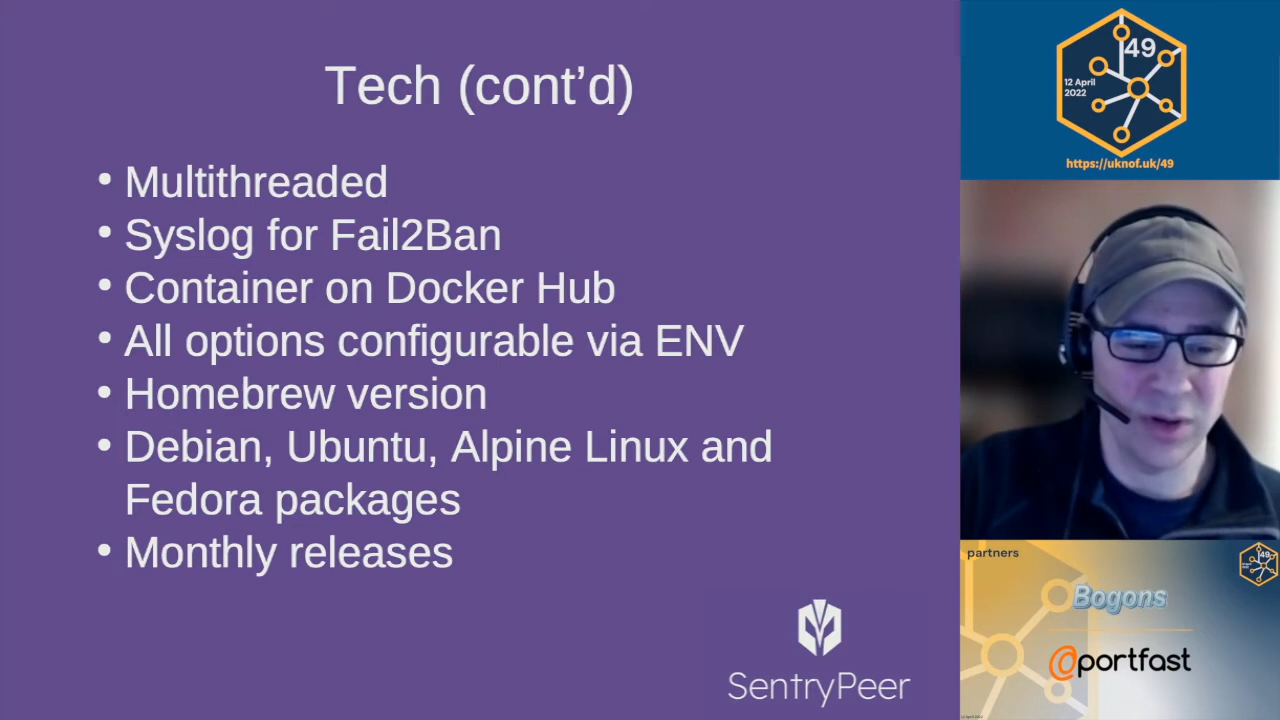 Tech (cont’d)
• Multithreaded
• Syslog for Fail2Ban
• Container on Docker Hub
• All options configurable via ENV
• Homebrew version
• Debian, Ubuntu, Alpine Linux and
Fedora packages
• Monthly releases
SentryPeer
49
12 April
2022
https://uknof.uk/49
partners
49
Bogons
@portfast